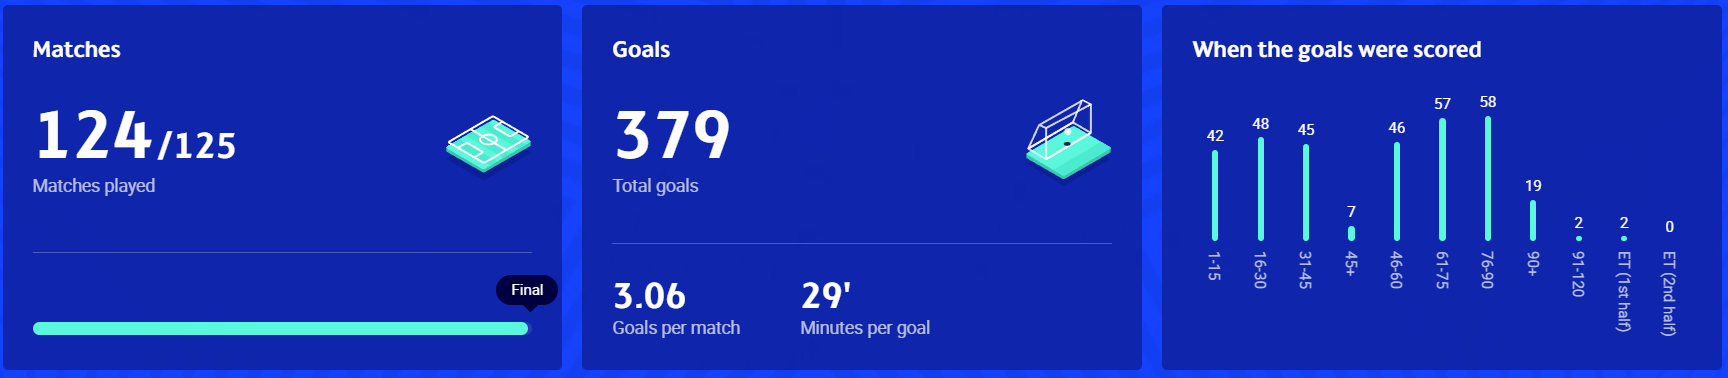 Matches
124/125
Matches played
Final
Goals
379
Total goals
3.06
Goals per match
29'
Minutes per goal
When the goals were scored
42
48
45
7
46
57
58
19
2
2
0
1-15
16-30
31-45
45+
46-60
61-75
76-90
90+
91-120
ET (1st half)
ET (2nd half)